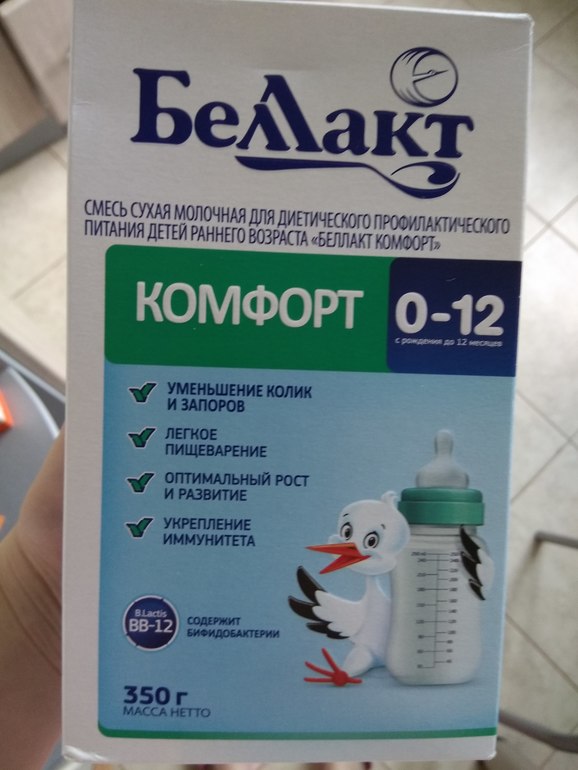 Беллакт
СМЕСЬ СУХАЯ МОЛОЧНАЯ ДЛЯ ДИЕТИЧЕСКОГО ПРОФИЛАКТИЧЕСКОГО
ПИТАНИЯ ДЕТЕЙ РАННЕГО ВОЗРАСТА «БЕЛЛАКТ КОМФОРТ»
КОМФОРТ
0-12
с рождения до 12 месяцев
УМЕНЬШЕНИЕ КОЛИК
И ЗАПОРОВ
ЛЕГКОЕ
ПИЩЕВАРЕНИЕ
ОПТИМАЛЬНЫЙ РОСТ
И РАЗВИТИЕ
УКРЕПЛЕНИЕ
ИММУНИТЕТА
B.Lactis
BB-12
СОДЕРЖИТ
БИФИДОБАКТЕРИИ
350 г
МАССА НЕТТО